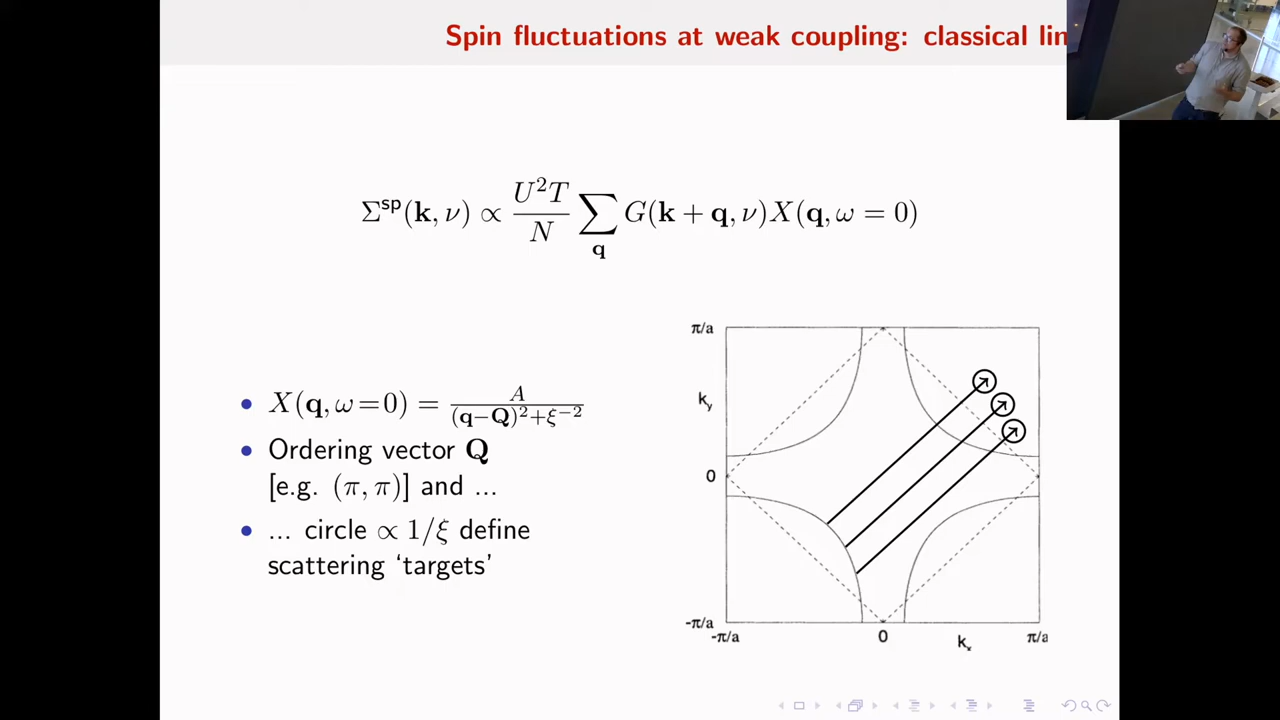 Spin fluctuations at weak coupling: classical lin
Σ^sp(k, ν) ∝ U²T/N ∑_q G(k + q, ν)X(q, ω = 0)
• X(q, ω=0) = A/((q−Q)²+ξ⁻²)
• Ordering vector Q
[e.g. (π, π)] and ...
• ... circle ∝ 1/ξ define
scattering ‘targets’
π/a
k_y
0
-π/a
-π/a 0 k_x π/a